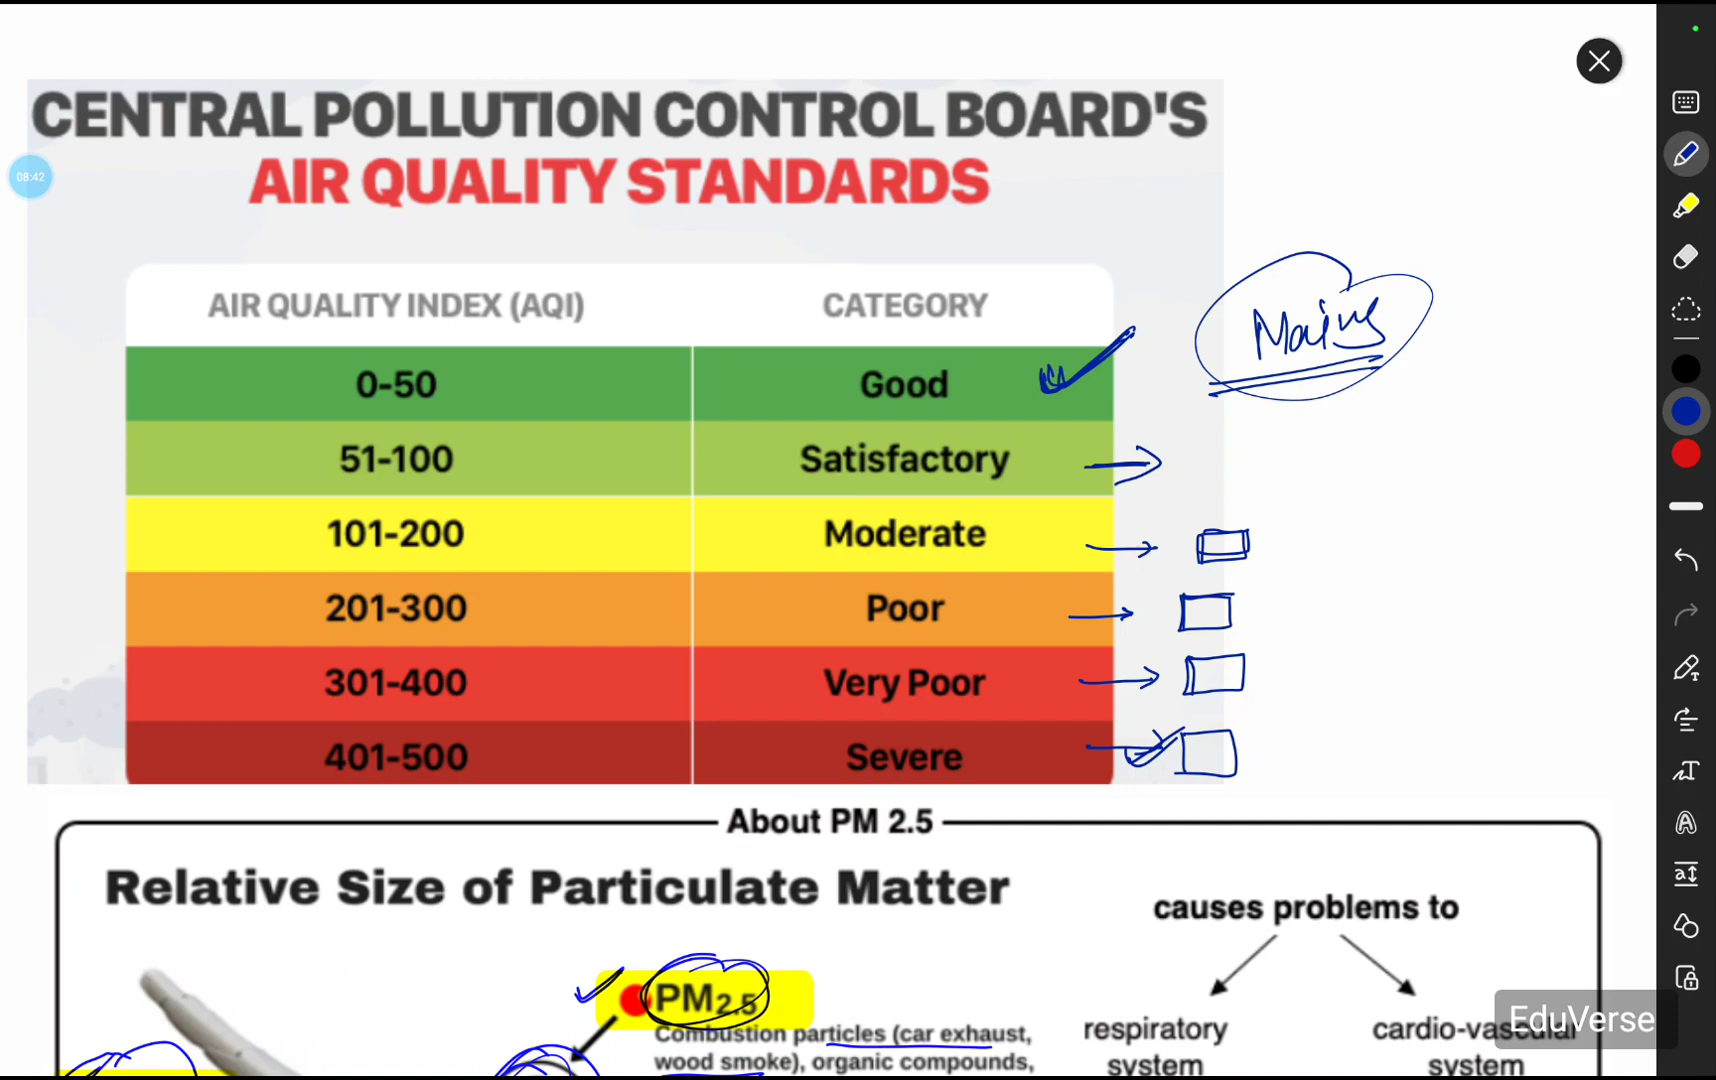 CENTRAL POLLUTION CONTROL BOARD'S
AIR QUALITY STANDARDS
08:42
AIR QUALITY INDEX (AQI) CATEGORY
0-50 Good
Mains
51-100 Satisfactory
101-200 Moderate
201-300 Poor
301-400 Very Poor
401-500 Severe
About PM 2.5
Relative Size of Particulate Matter
causes problems to
PM2.5
Combustion particles (car exhaust,
wood smoke), organic compounds,
respiratory
system
cardio-vascular
system
EduVerse